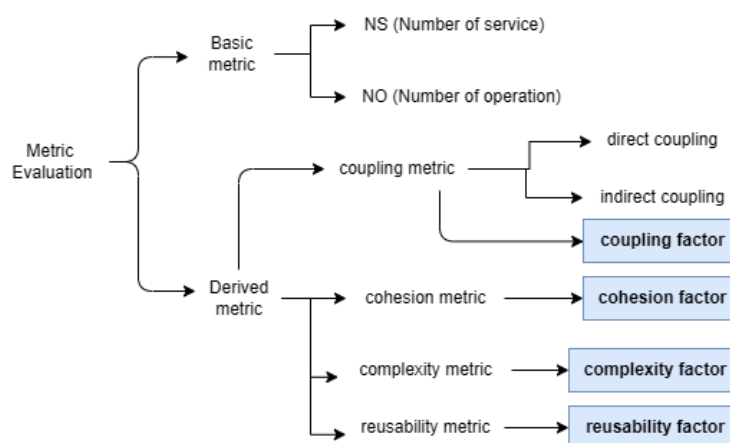 NS (Number of service)
Basic
metric
NO (Number of operation)
Metric
Evaluation
direct coupling
coupling metric
indirect coupling
coupling factor
Derived
metric
cohesion metric
cohesion factor
complexity metric
complexity factor
reusability metric
reusability factor